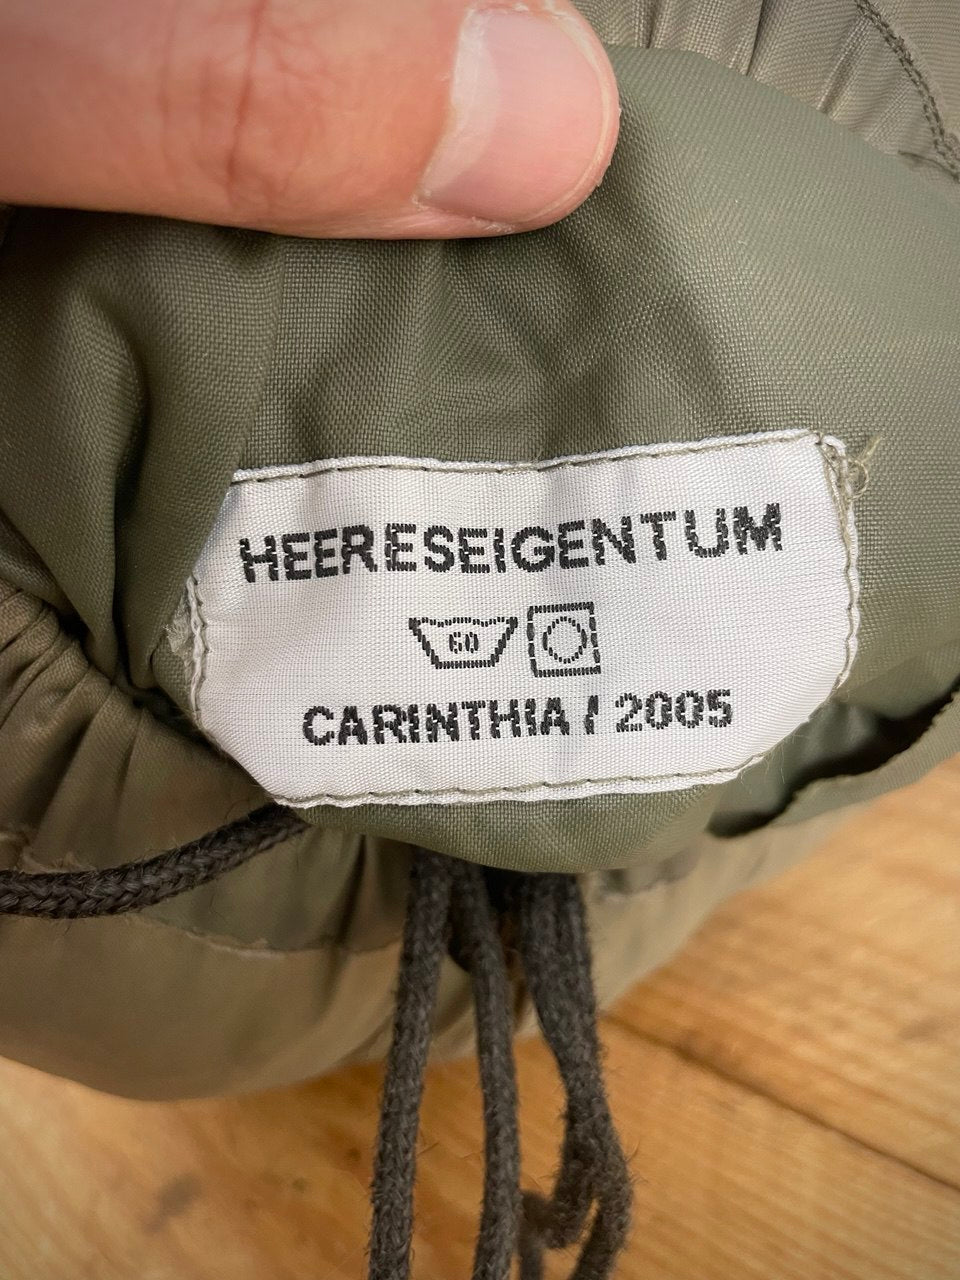 HEERESEIGENTUM
60
CARINTHIA / 2005